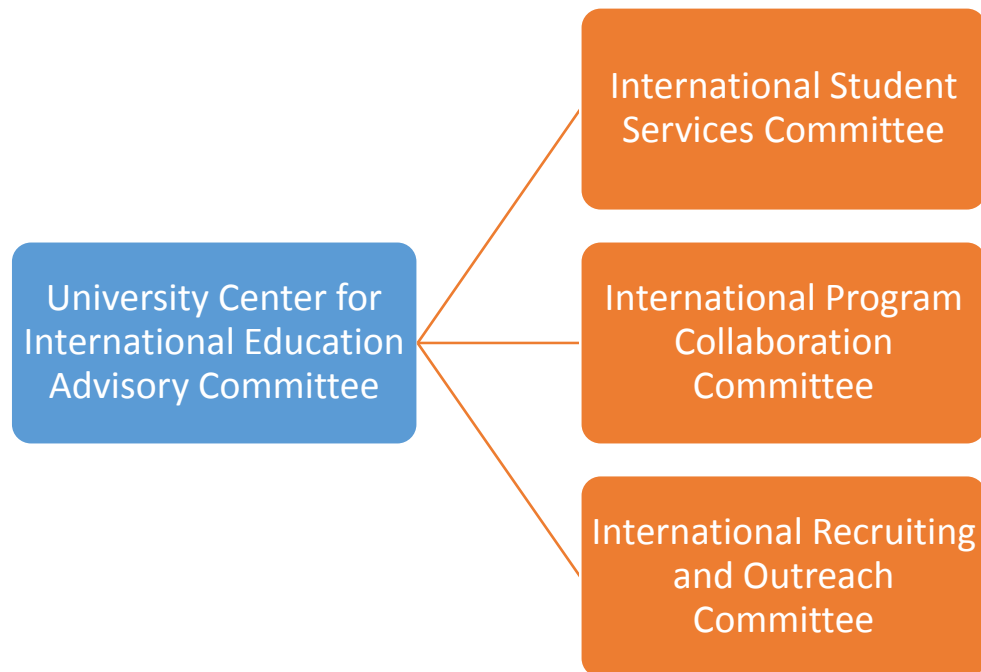 University Center for
International Education
Advisory Committee
International Student
Services Committee
International Program
Collaboration
Committee
International Recruiting
and Outreach
Committee